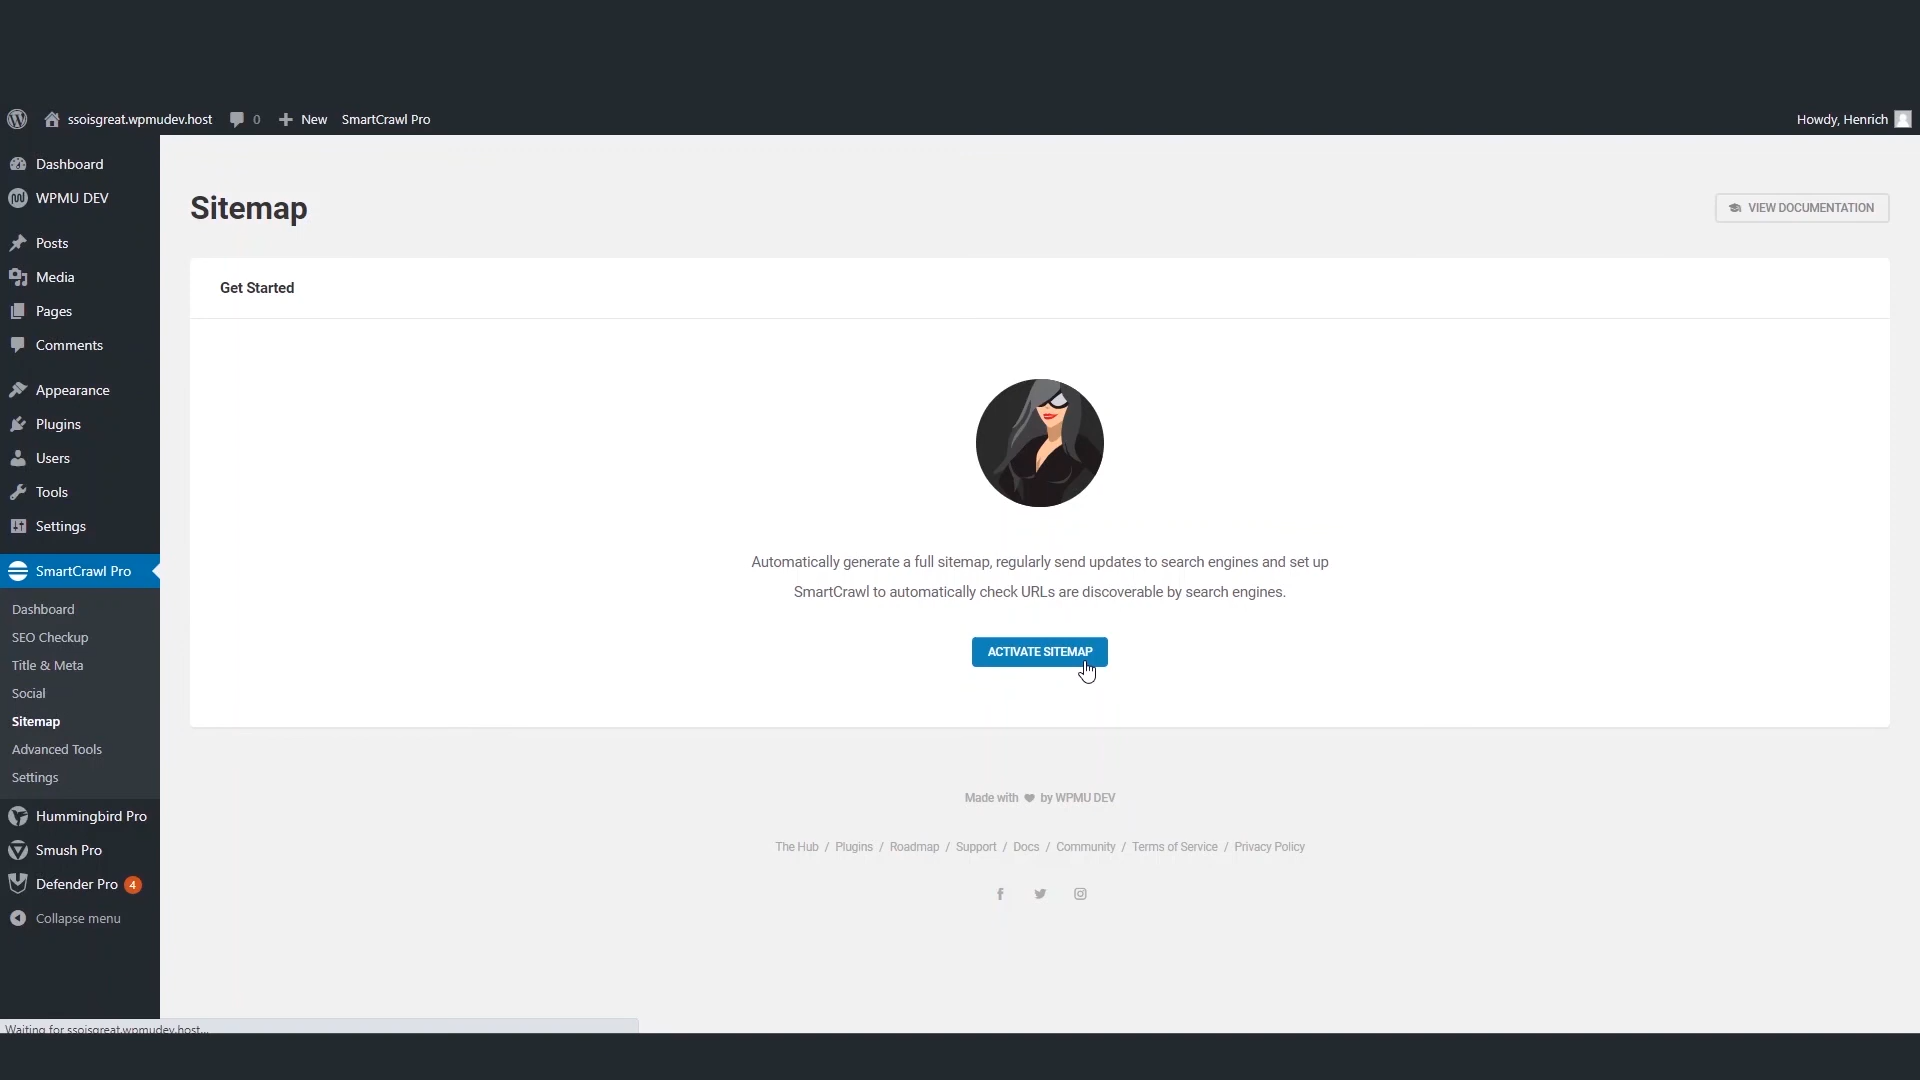 ssoisgreat.wpmudev.host 0 New SmartCrawl Pro Howdy, Henrich
Dashboard
WPMU DEV
Posts
Media
Pages
Comments
Appearance
Plugins
Users
Tools
Settings
SmartCrawl Pro
Dashboard
SEO Checkup
Title & Meta
Social
Sitemap
Advanced Tools
Settings
Hummingbird Pro
Smush Pro
Defender Pro 4
Collapse menu
Sitemap
VIEW DOCUMENTATION
Get Started
Automatically generate a full sitemap, regularly send updates to search engines and set up
SmartCrawl to automatically check URLs are discoverable by search engines.
ACTIVATE SITEMAP
Made with ♥ by WPMU DEV
The Hub / Plugins / Roadmap / Support / Docs / Community / Terms of Service / Privacy Policy
Waiting for ssoisgreat.wpmudev.host...